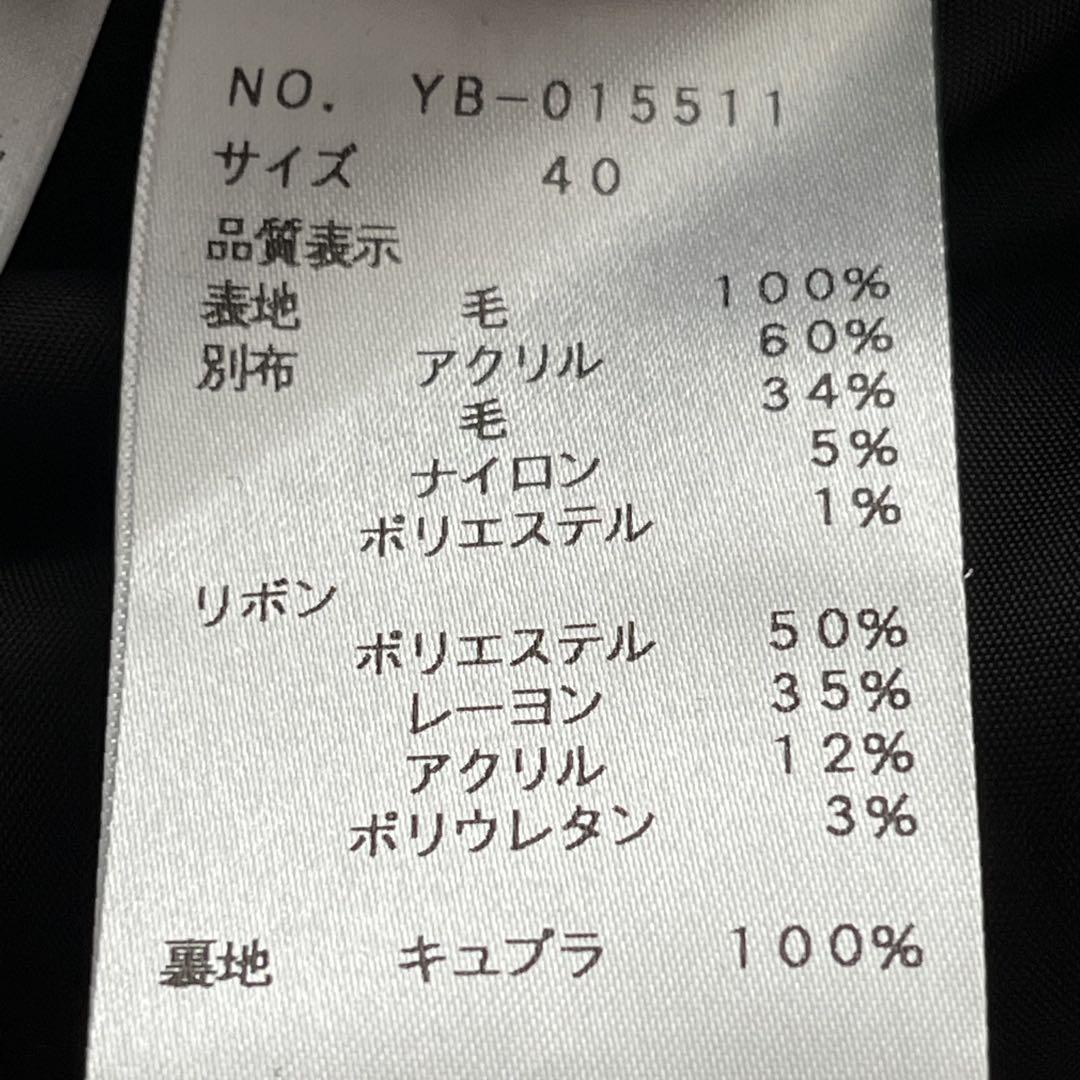 NO. YB-015511
サイズ 40
品質表示
表地 毛 100%
別布 アクリル 60%
毛 34%
ナイロン 5%
ポリエステル 1%
リボン
ポリエステル 50%
レーヨン 35%
アクリル 12%
ポリウレタン 3%
裏地 キュプラ 100%